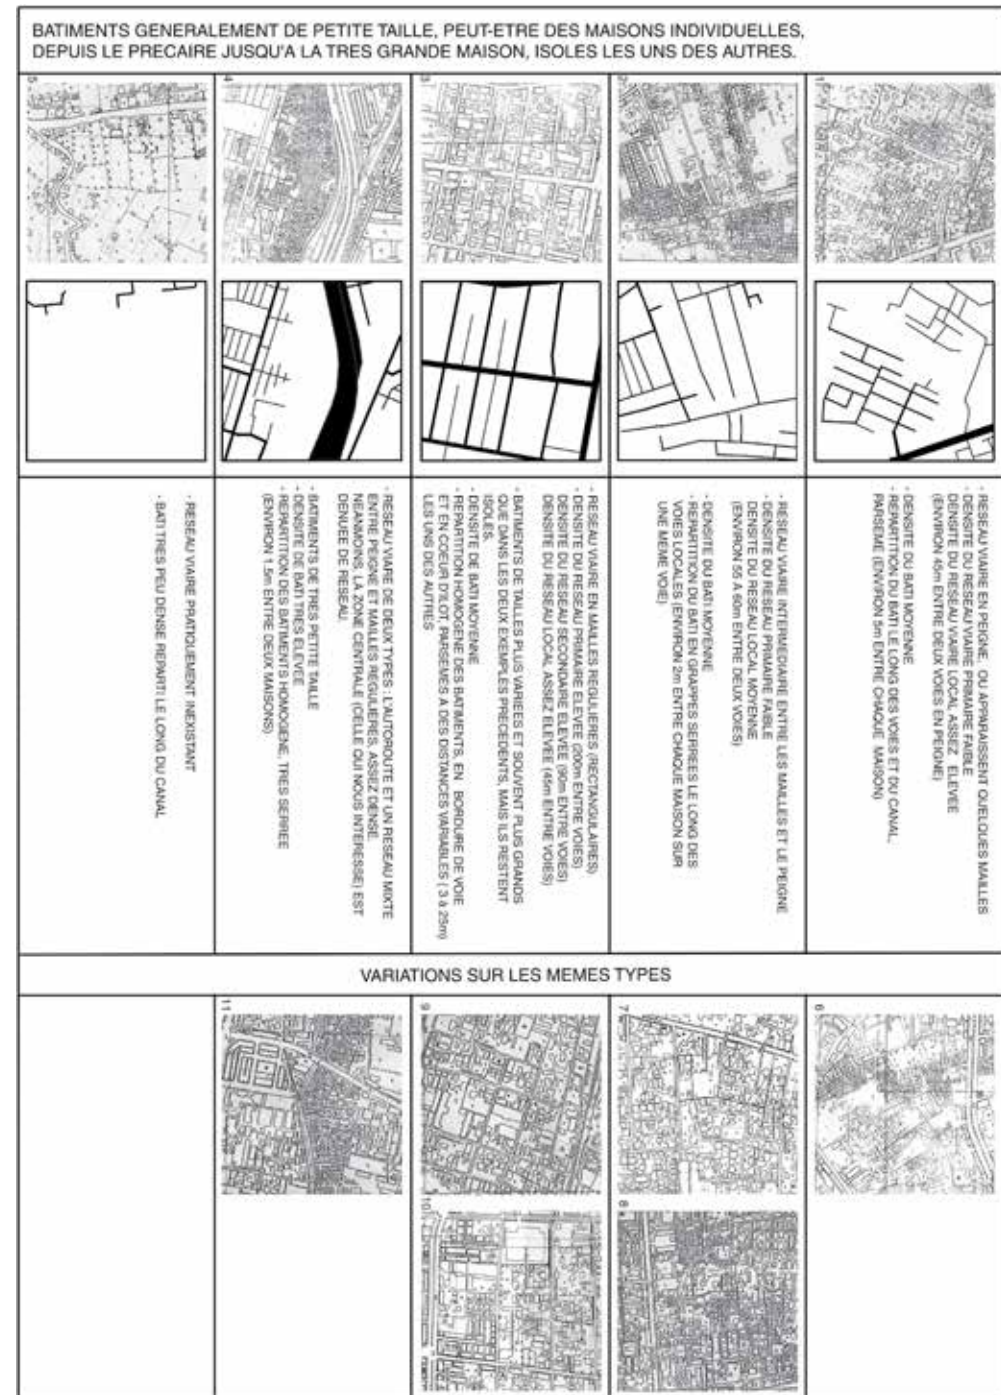 BATIMENTS GENERALEMENT DE PETITE TAILLE, PEUT-ETRE DES MAISONS INDIVIDUELLES,
DEPUIS LE PRECAIRE JUSQU'A LA TRES GRANDE MAISON, ISOLES LES UNS DES AUTRES.
1
2
3
4
5
- RESEAU VIAIRE EN PEIGNE, OU APPARAISSENT QUELQUES MAILLES
- DENSITE DU RESEAU VIAIRE PRIMAIRE FAIBLE
DENSITE DU RESEAU VIAIRE LOCAL ASSEZ ELEVEE
(ENVIRON 45m ENTRE DEUX VOIES EN PEIGNE)
- DENSITE DU BATI MOYENNE
- REPARTITION DU BATI LE LONG DES VOIES ET DU CANAL,
PARSEME (ENVIRON 5m ENTRE CHAQUE MAISON)
- RESEAU VIAIRE INTERMEDIAIRE ENTRE LES MAILLES ET LE PEIGNE
- DENSITE DU RESEAU PRIMAIRE FAIBLE
DENSITE DU RESEAU LOCAL MOYENNE
(ENVIRON 55 A 60m ENTRE DEUX VOIES)
- DENSITE DU BATI MOYENNE
- REPARTITION DU BATI EN GRAPPES SERREES LE LONG DES
VOIES LOCALES (ENVIRON 2m ENTRE CHAQUE MAISON SUR
UNE MEME VOIE)
- RESEAU VIAIRE EN MAILLES REGULIERES (RECTANGULAIRES)
- DENSITE DU RESEAU PRIMAIRE ELEVEE (200m ENTRE VOIES)
DENSITE DU RESEAU SECONDAIRE ELEVEE (90m ENTRE VOIES)
DENSITE DU RESEAU LOCAL ASSEZ ELEVEE (45m ENTRE VOIES)
- BATIMENTS DE TAILLES PLUS VARIEES ET SOUVENT PLUS GRANDS
QUE DANS LES DEUX EXEMPLES PRECEDENTS, MAIS ILS RESTENT
ISOLES.
- DENSITE DE BATI MOYENNE
- REPARTITION HOMOGENE DES BATIMENTS, EN BORDURE DE VOIE
ET EN COEUR D'ILOT, PARSEMES A DES DISTANCES VARIABLES ( 3 à 25m)
LES UNS DES AUTRES
- RESEAU VIAIRE DE DEUX TYPES : L'AUTOROUTE ET UN RESEAU MIXTE
ENTRE PEIGNE ET MAILLES REGULIERES, ASSEZ DENSE.
NEANMOINS, LA ZONE CENTRALE (CELLE QUI NOUS INTERESSE) EST
DENUEE DE RESEAU.
- BATIMENTS DE TRES PETITE TAILLE
- DENSITE DE BATI TRES ELEVEE
- REPARTITION DES BATIMENTS HOMOGENE, TRES SERREE
(ENVIRON 1.5m ENTRE DEUX MAISONS)
- RESEAU VIAIRE PRATIQUEMENT INEXISTANT
- BATI TRES PEU DENSE REPARTI LE LONG DU CANAL
VARIATIONS SUR LES MEMES TYPES
6
7
8
9
10
11